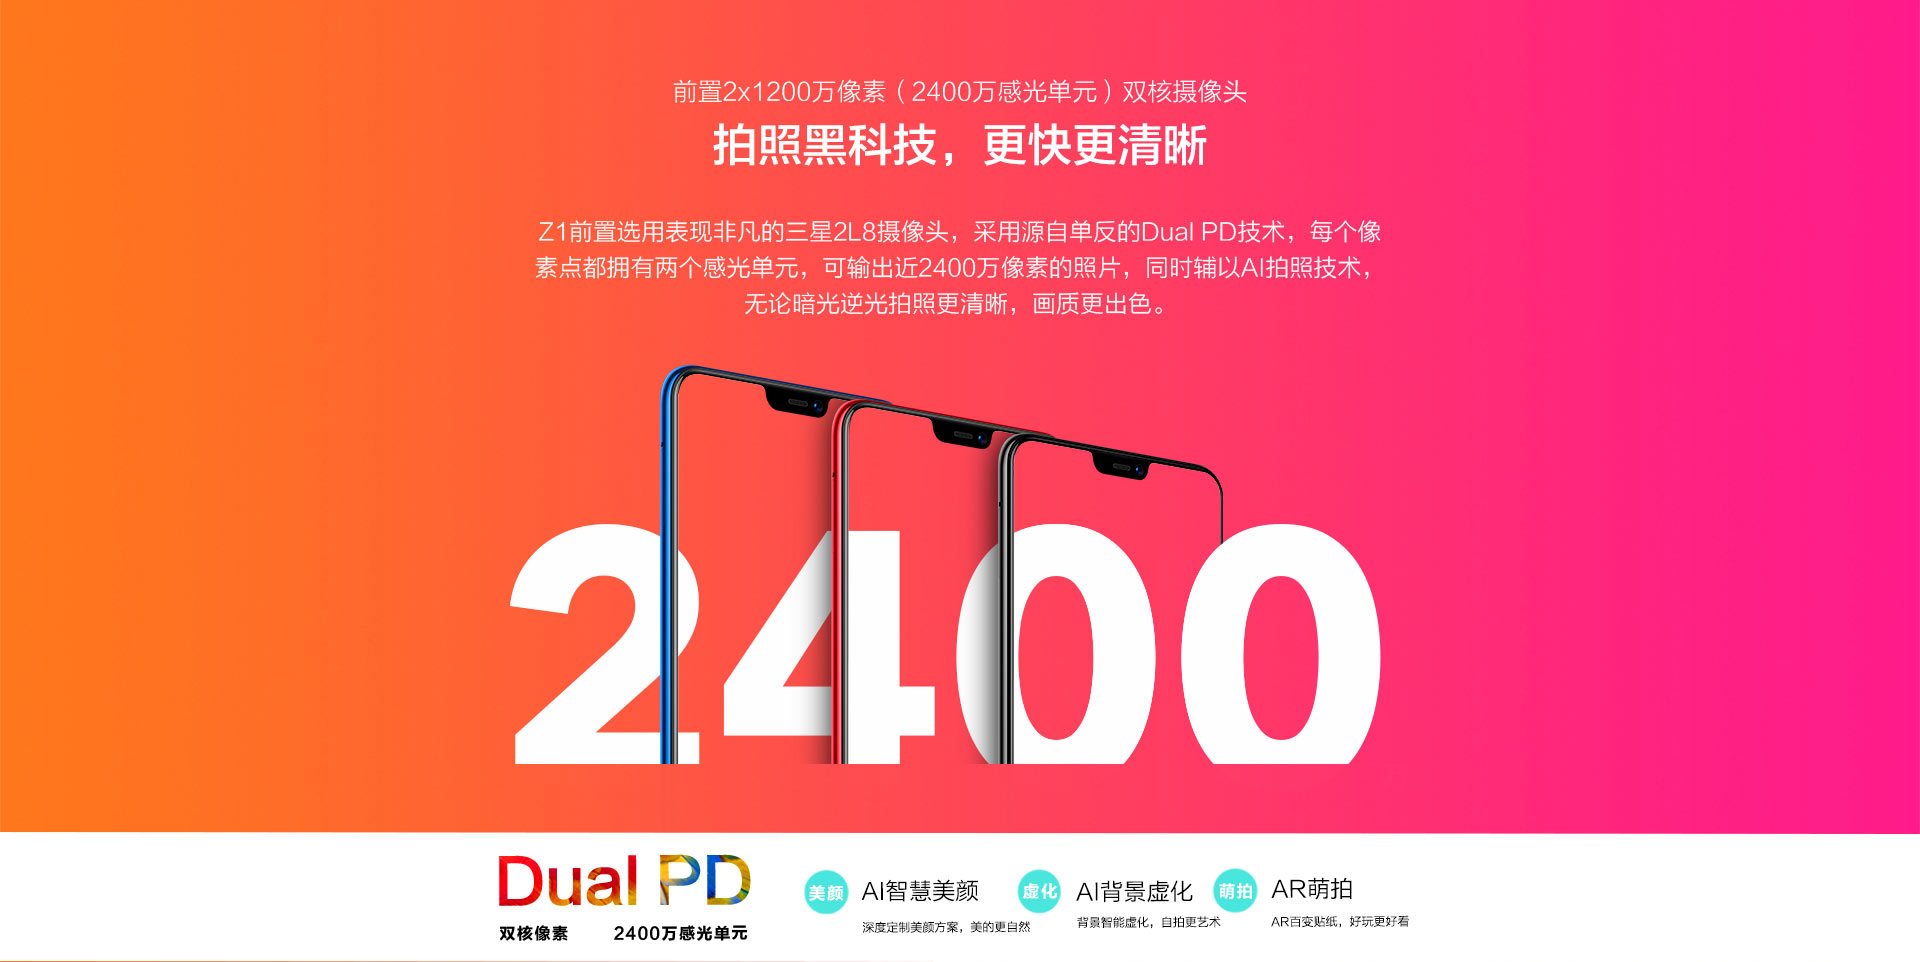 前置2x1200万像素（2400万感光单元）双核摄像头
拍照黑科技，更快更清晰
Z1前置选用表现非凡的三星2L8摄像头，采用源自单反的Dual PD技术，每个像
素点都拥有两个感光单元，可输出近2400万像素的照片，同时辅以AI拍照技术，
无论暗光逆光拍照更清晰，画质更出色。
2400
Dual PD
双核像素 2400万感光单元
美颜 AI智慧美颜
深度定制美颜方案，美的更自然
虚化 AI背景虚化
背景智能虚化，自拍更艺术
萌拍 AR萌拍
AR百变贴纸，好玩更好看